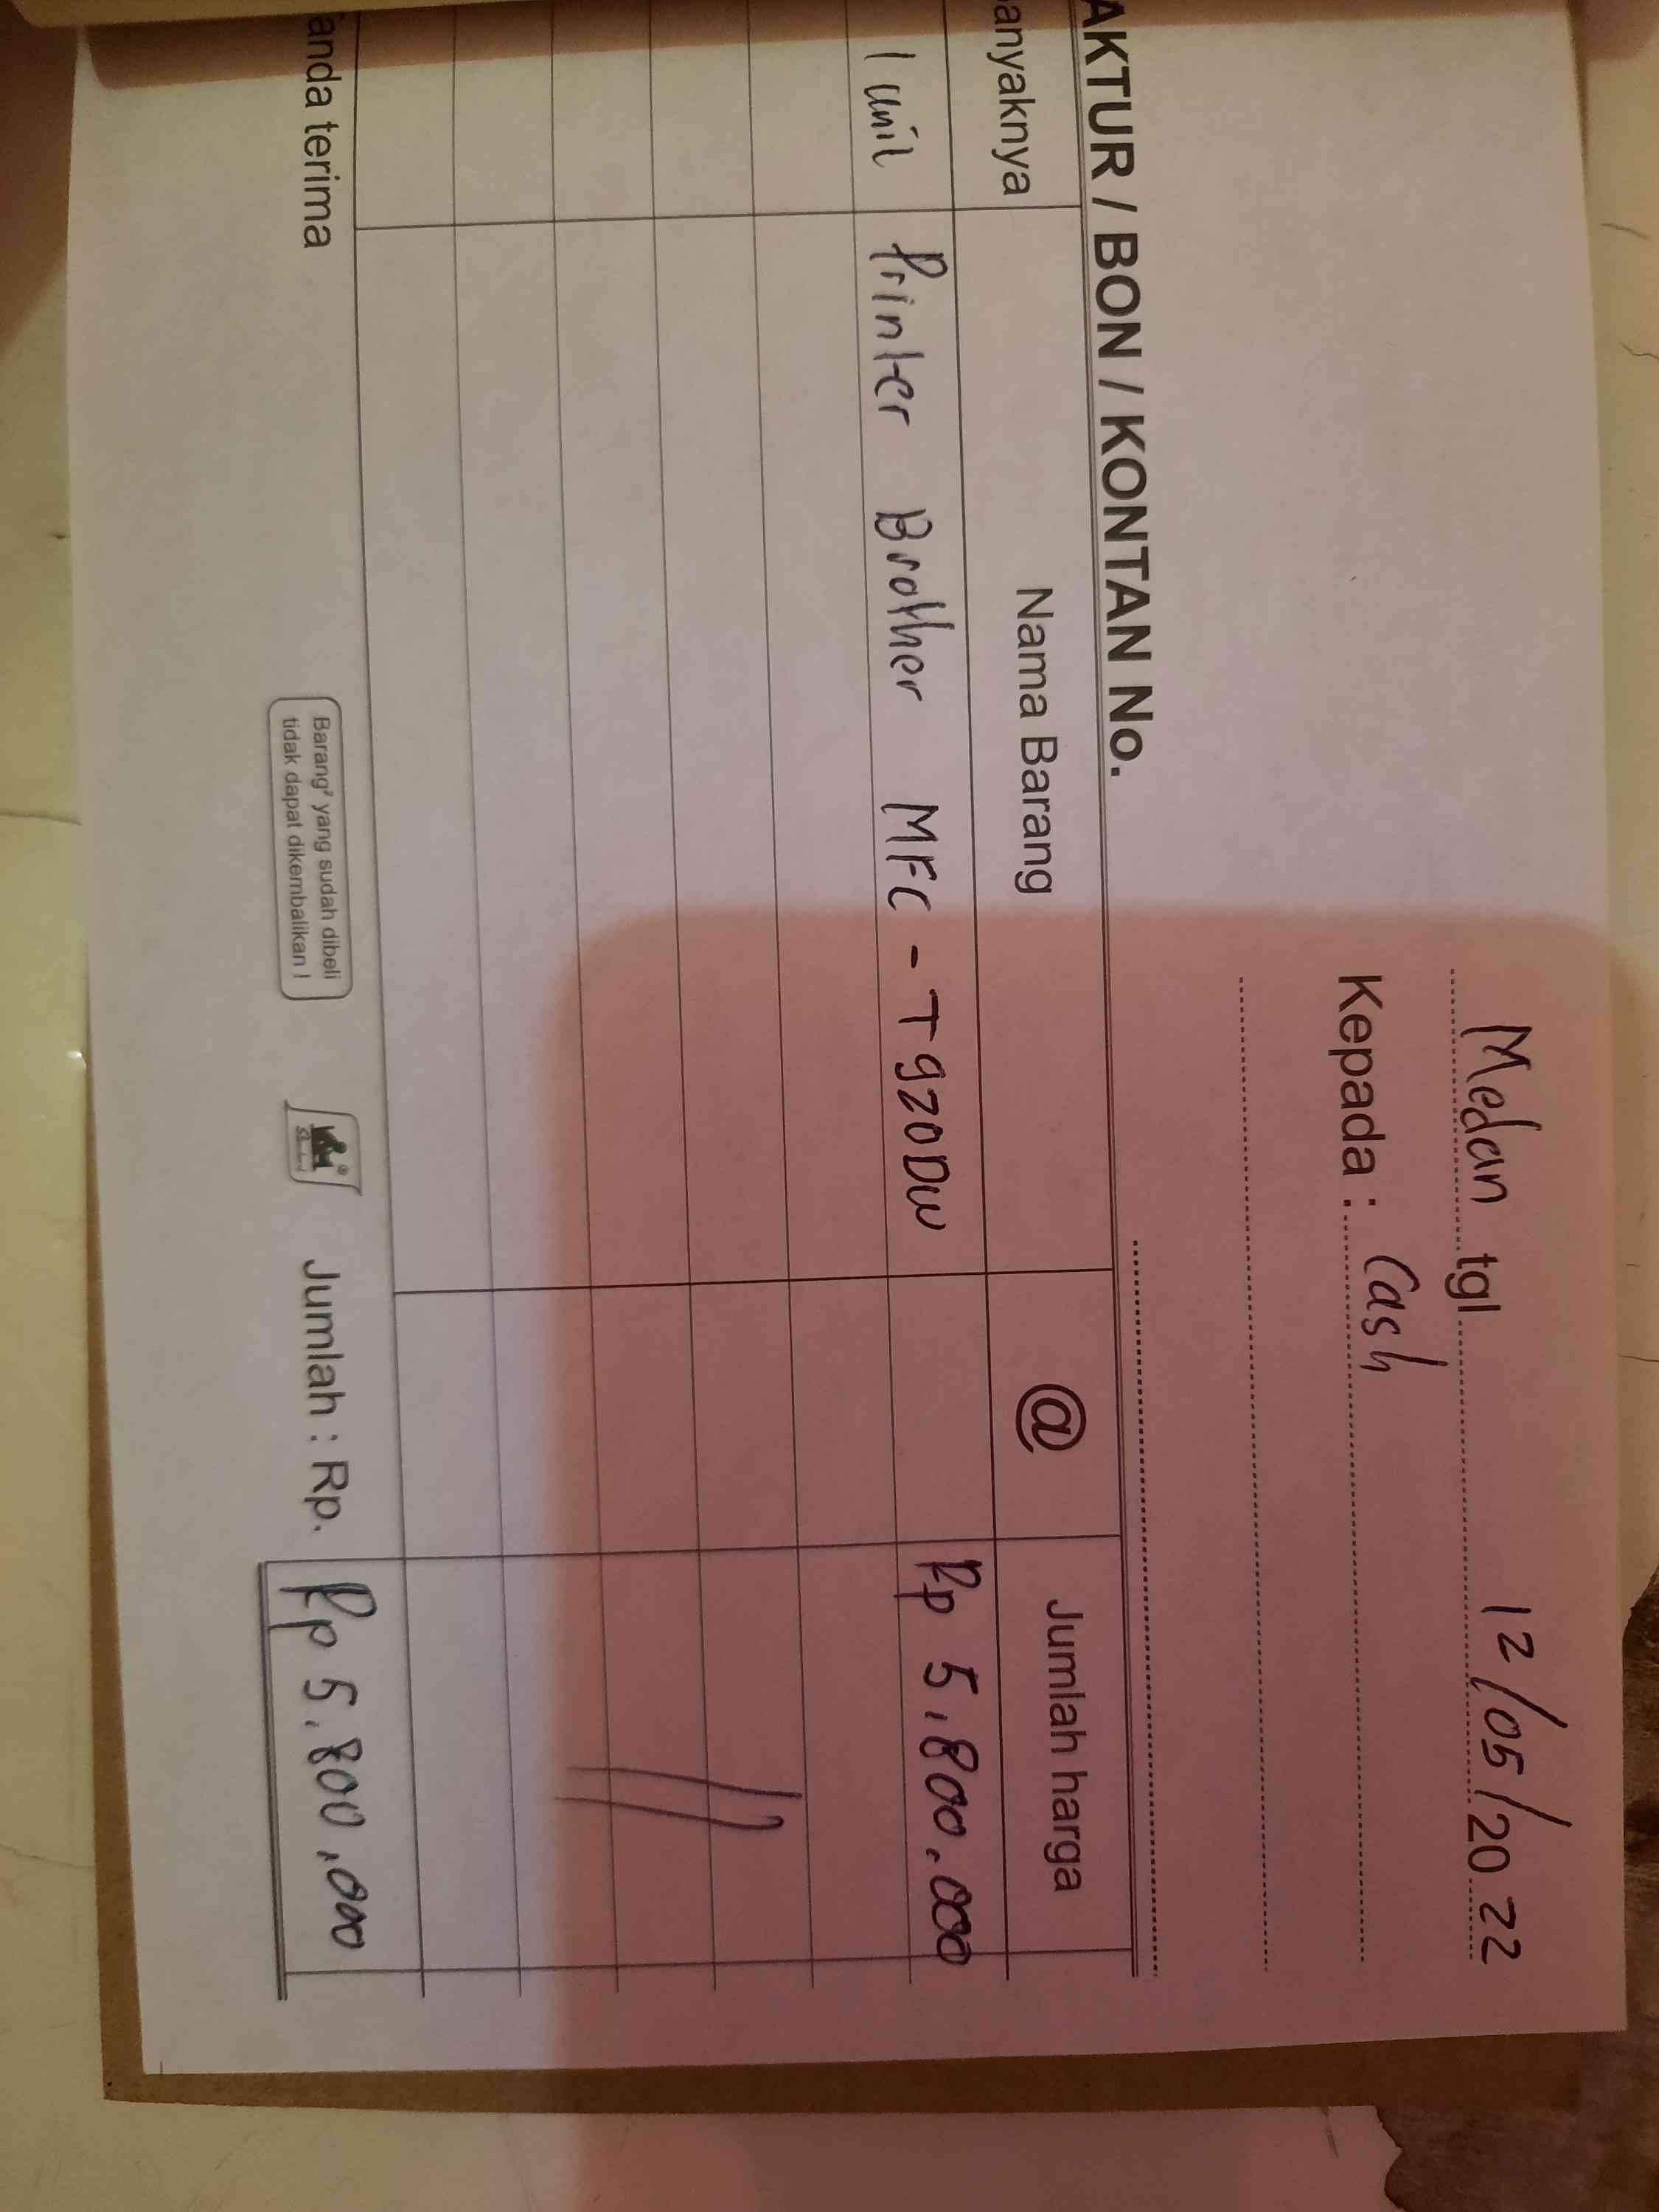 Medan tgl 12/05/2022
Kepada : Cash
AKTUR / BON / KONTAN No.
anyaknya Nama Barang @ Jumlah harga
1 unit Printer Brother MFC - T920DW Rp 5.800.000
anda terima
Barang² yang sudah dibeli
tidak dapat dikembalikan !
Jumlah : Rp. Rp 5.800.000